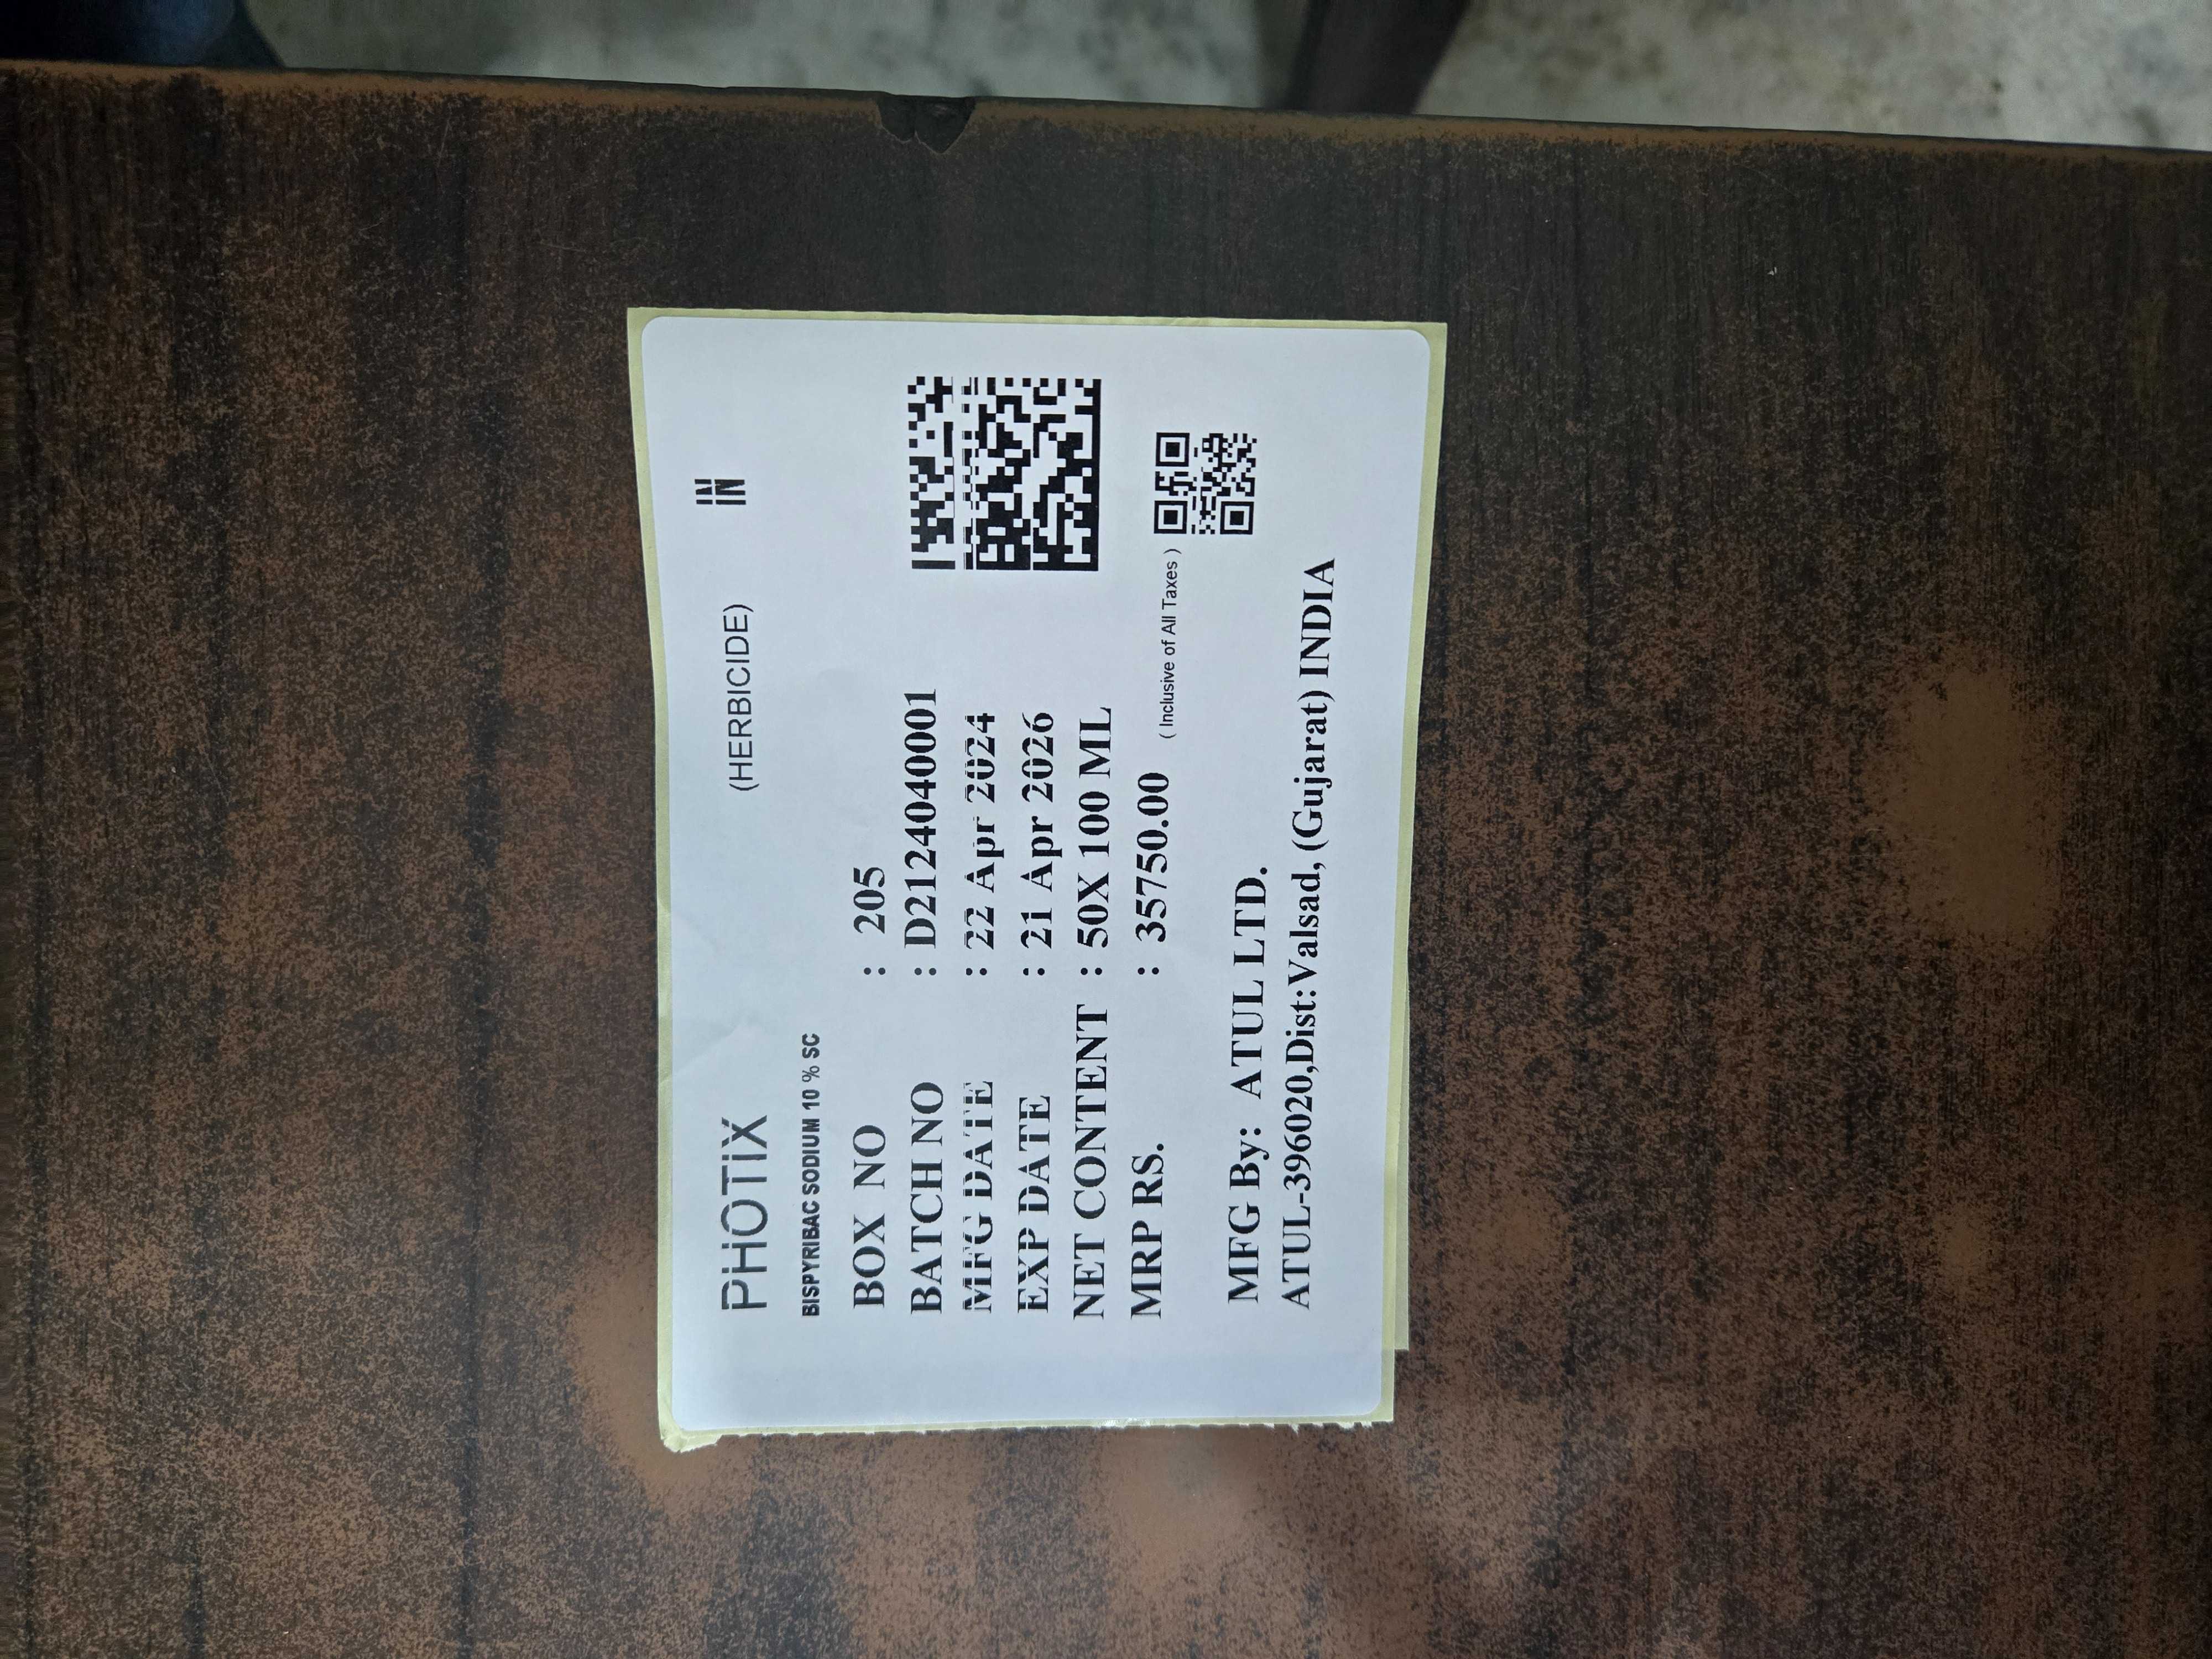 PHOTIX (HERBICIDE) IN
BISPYRIBAC SODIUM 10 % SC
BOX NO : 205
BATCH NO : D2124040001
MFG DATE : 22 Apr 2024
EXP DATE : 21 Apr 2026
NET CONTENT : 50X 100 ML
MRP RS. : 35750.00 ( Inclusive of All Taxes )
MFG By: ATUL LTD.
ATUL-396020,Dist:Valsad, (Gujarat) INDIA